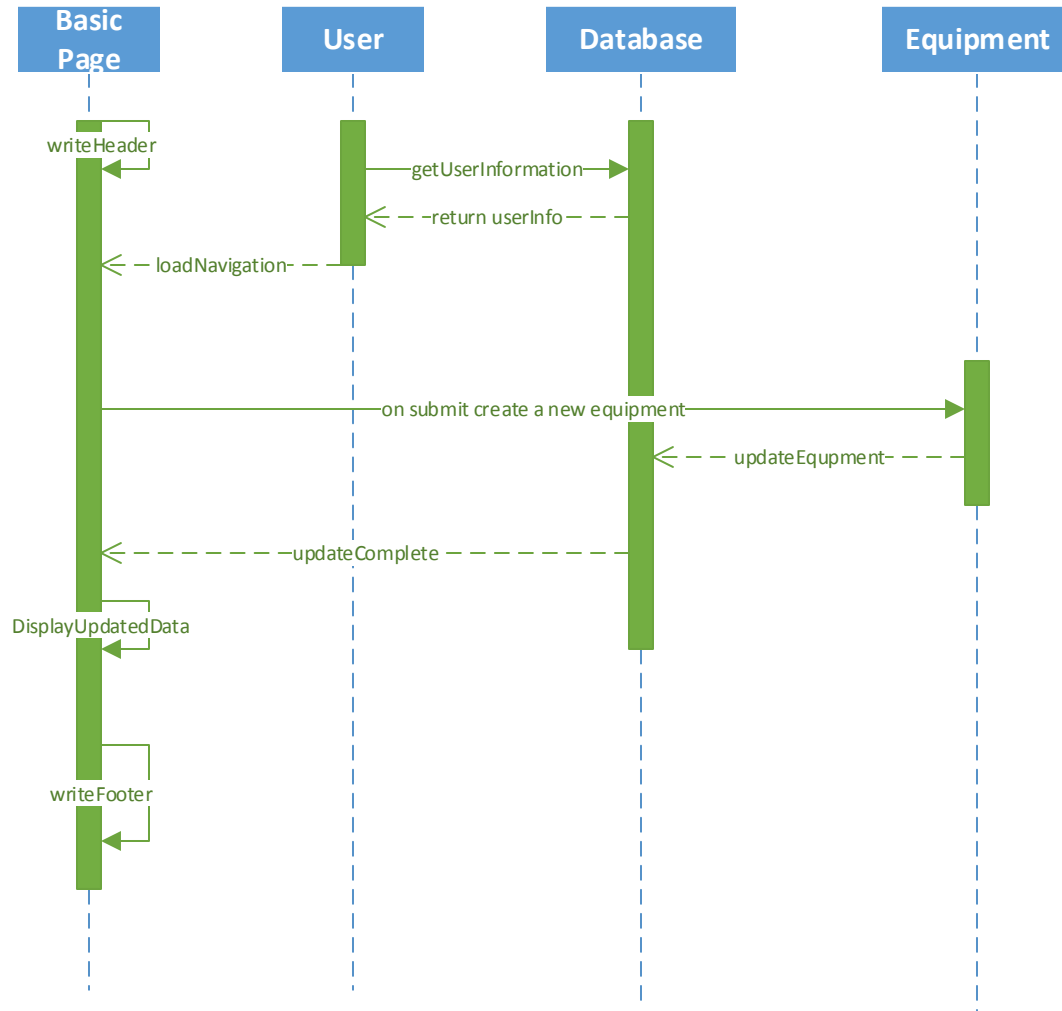 Basic
Page
User
Database
Equipment
writeHeader
getUserInformation
return userInfo
loadNavigation
on submit create a new equipment
updateEqupment
updateComplete
DisplayUpdatedData
writeFooter